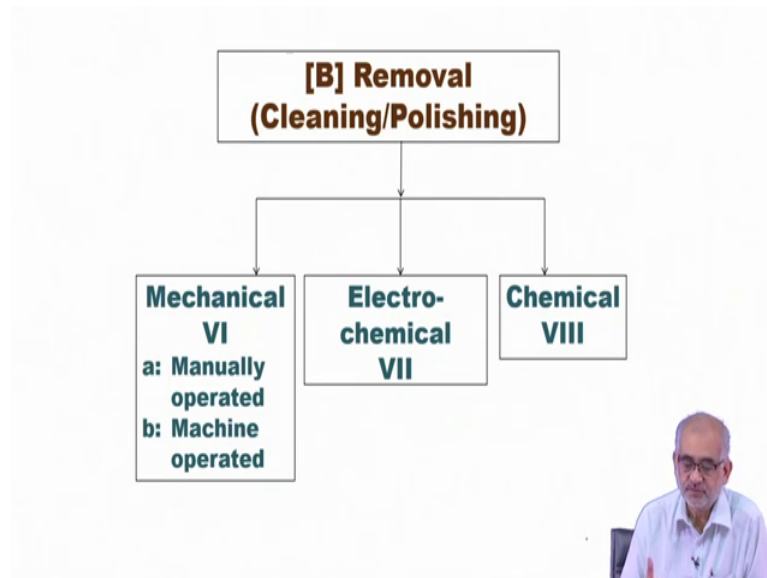 [B] Removal
(Cleaning/Polishing)
Mechanical
VI
a: Manually
operated
b: Machine
operated
Electro-
chemical
VII
Chemical
VIII